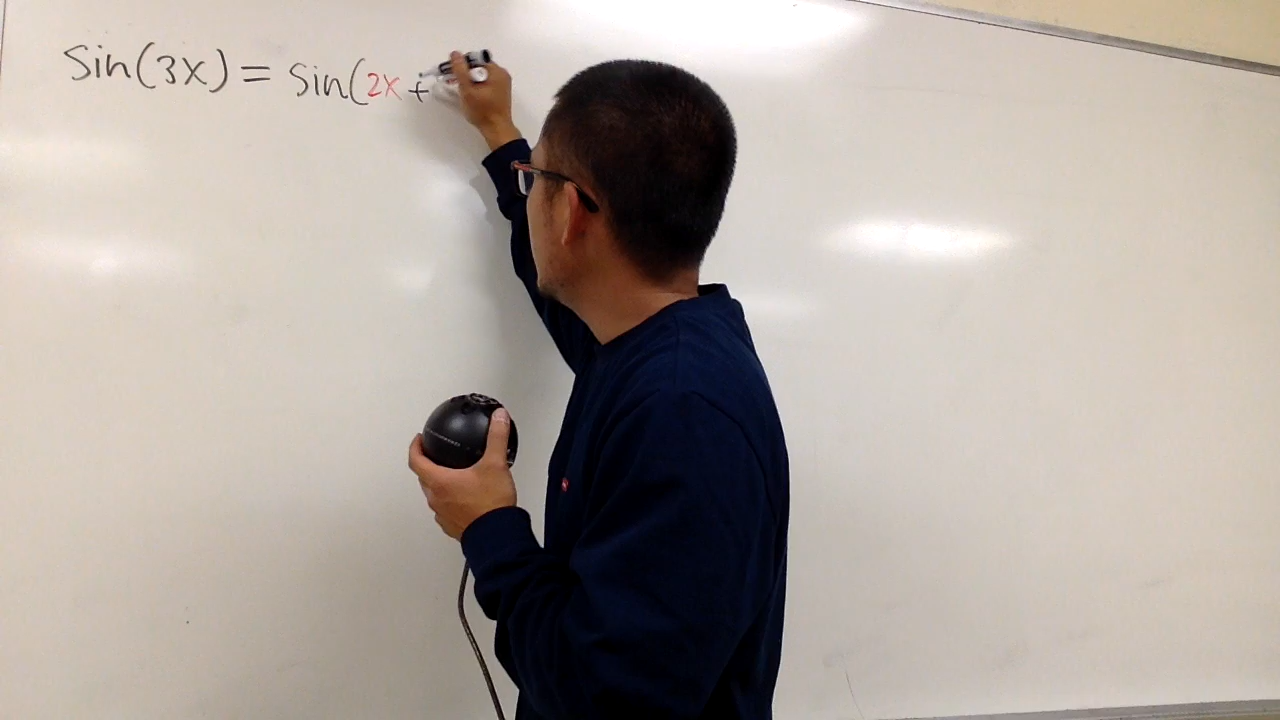 Sin(3x) = Sin(2x +